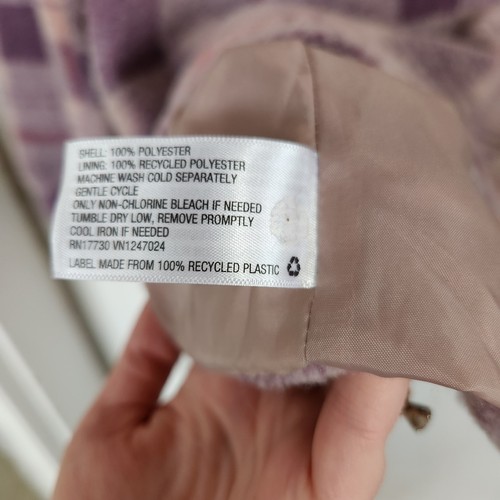 SHELL: 100% POLYESTER
LINING: 100% RECYCLED POLYESTER
MACHINE WASH COLD SEPARATELY
GENTLE CYCLE
ONLY NON-CHLORINE BLEACH IF NEEDED
TUMBLE DRY LOW, REMOVE PROMPTLY
COOL IRON IF NEEDED
RN17730 VN1247024
LABEL MADE FROM 100% RECYCLED PLASTIC